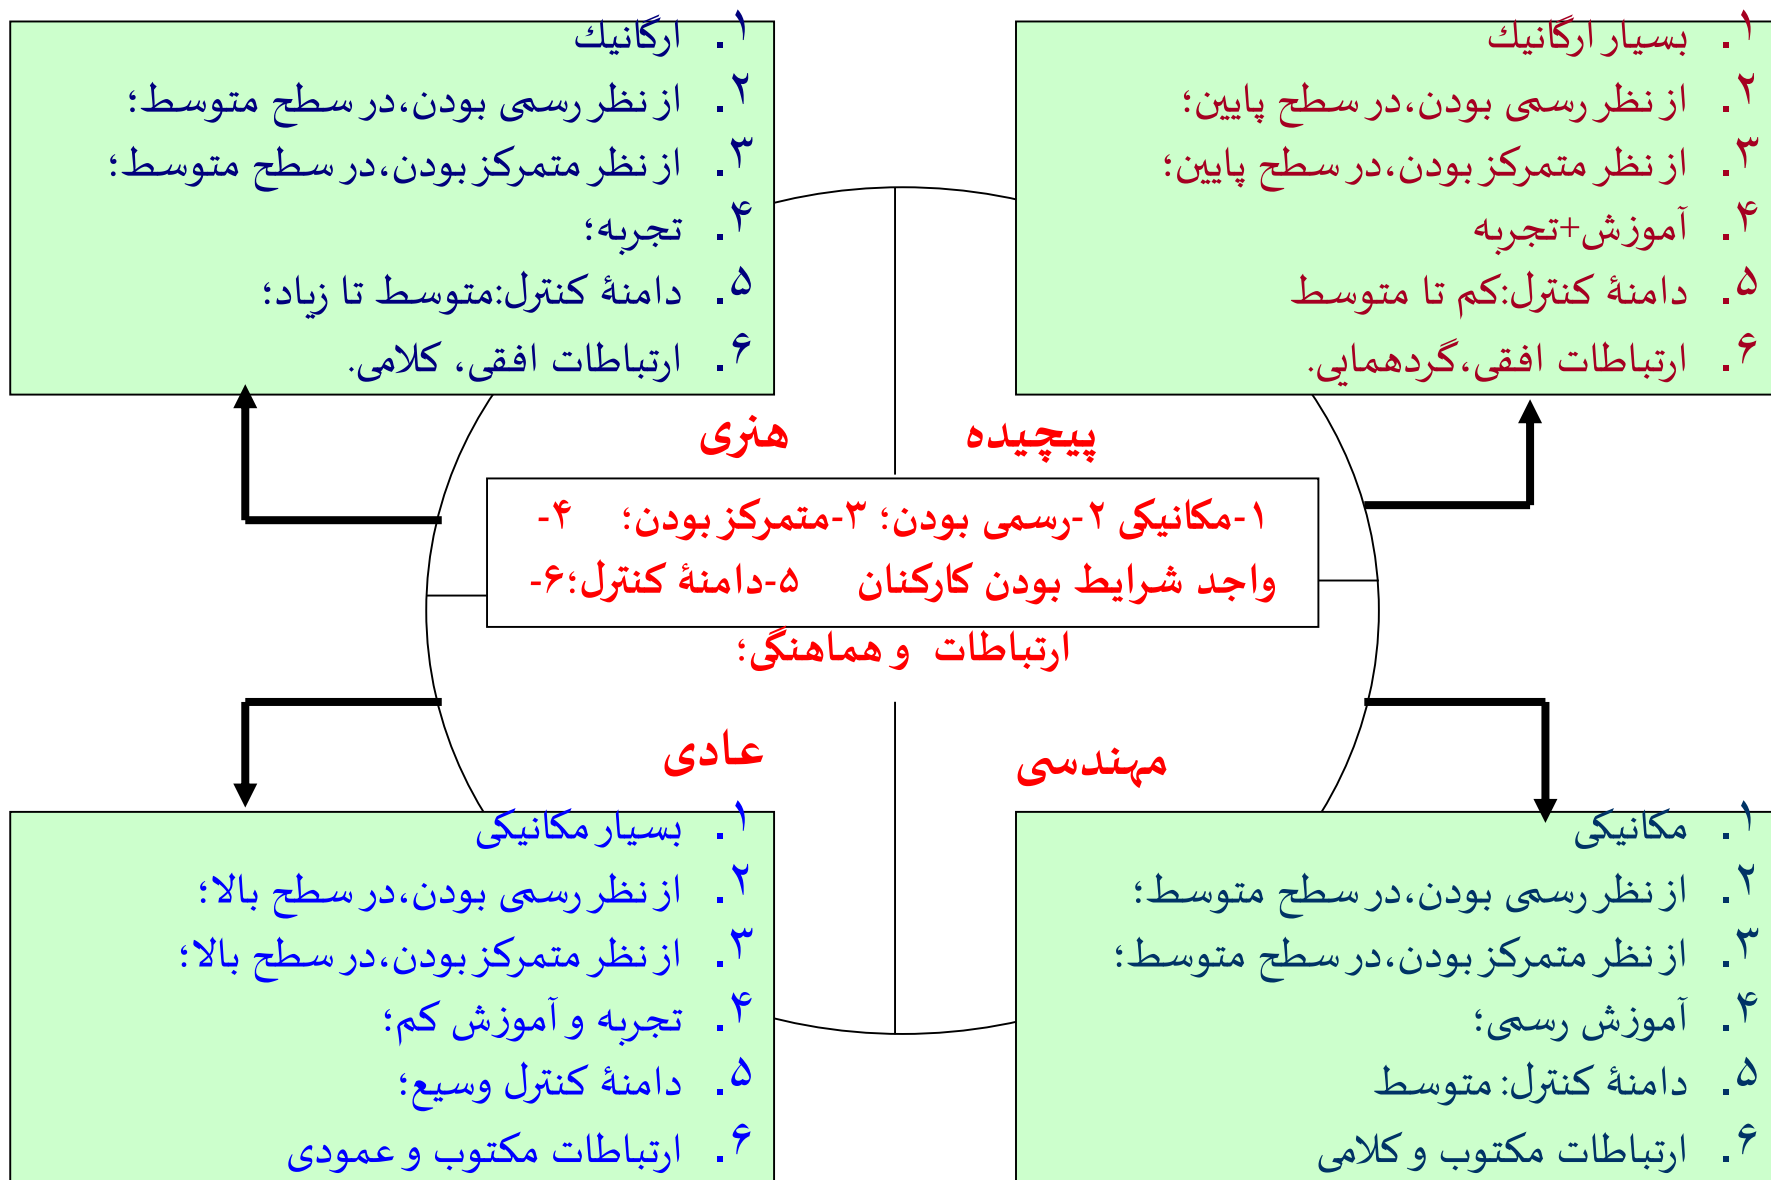 ۱. بسیار ارگانیك
۲. از نظر رسمی بودن،در سطح پایین؛
۳. از نظر متمرکز بودن،در سطح پایین؛
۴. آموزش+تجربه
۵. دامنۀ کنترل:کم تا متوسط
۶. ارتباطات افقی،گردهمایی.
۱. ارگانیك
۲. از نظر رسمی بودن،در سطح متوسط؛
۳. از نظر متمرکز بودن،در سطح متوسط؛
۴. تجربه؛
۵. دامنۀ کنترل:متوسط تا زیاد؛
۶. ارتباطات افقی، کلامی.
پیچیده
هنری
۱-مکانیکی ۲-رسمی بودن؛ ۳-متمرکز بودن؛ ۴-
واجد شرایط بودن کارکنان ۵-دامنۀ کنترل؛۶-
ارتباطات و هماهنگی؛
مهندسی
عادی
۱. مکانیکی
۲. از نظر رسمی بودن،در سطح متوسط؛
۳. از نظر متمرکز بودن،در سطح متوسط؛
۴. آموزش رسمی؛
۵. دامنۀ کنترل: متوسط
۶. ارتباطات مکتوب و کلامی
۱. بسیار مکانیکی
۲. از نظر رسمی بودن،در سطح بالا؛
۳. از نظر متمرکز بودن،در سطح بالا؛
۴. تجربه و آموزش کم؛
۵. دامنۀ کنترل وسیع؛
۶. ارتباطات مکتوب و عمودی